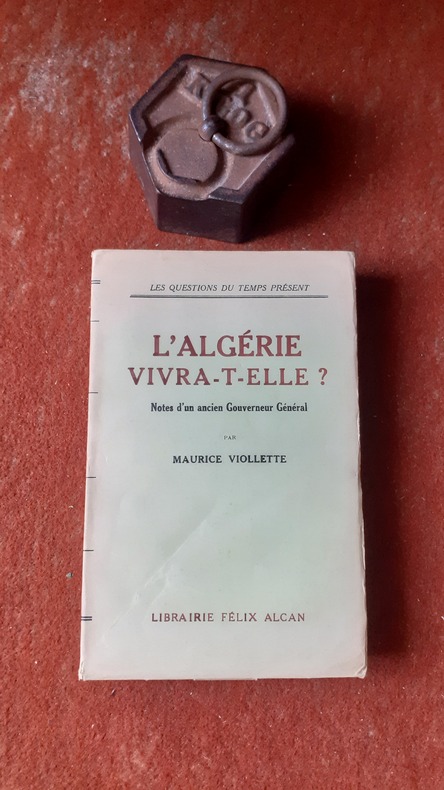 LES QUESTIONS DU TEMPS PRÉSENT
L'ALGÉRIE
VIVRA-T-ELLE ?
Notes d'un ancien Gouverneur Général
PAR
MAURICE VIOLLETTE
LIBRAIRIE FÉLIX ALCAN